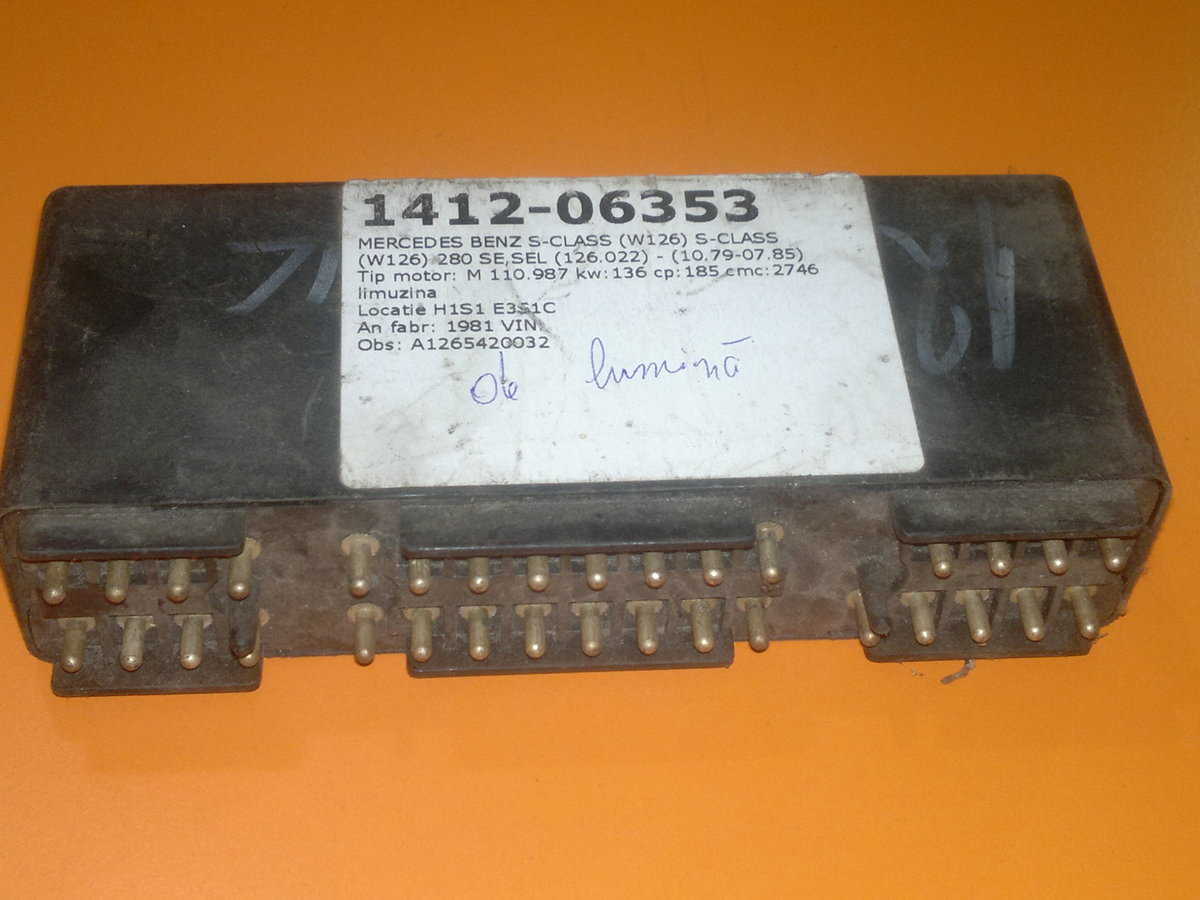 1412-06353
MERCEDES BENZ S-CLASS (W126) S-CLASS
(W126) 280 SE,SEL (126.022) - (10.79-07.85)
Tip motor: M 110.987 kw:136 cp:185 cmc:2746
limuzina
Locatie H1S1 E3S1C
An fabr: 1981 VIN:
Obs: A1265420032
de lumină